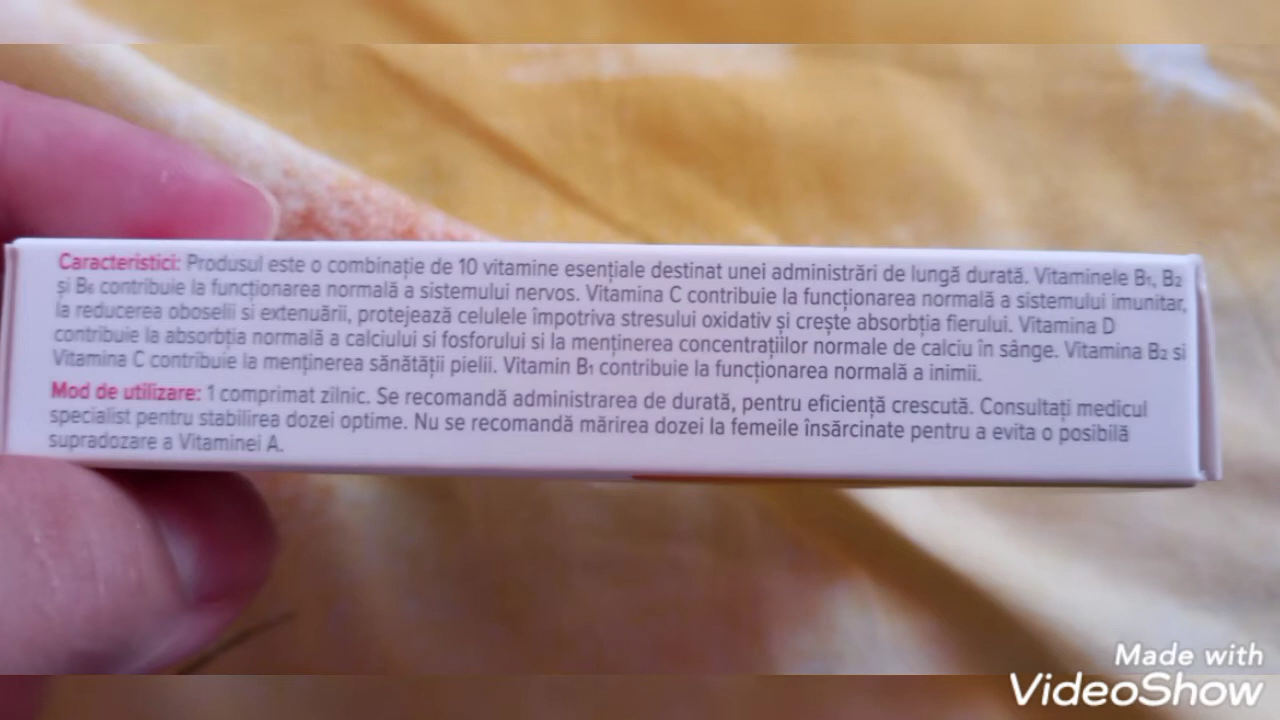 Caracteristici: Produsul este o combinație de 10 vitamine esențiale destinat unei administrări de lungă durată. Vitaminele B₁, B₂
și B₆ contribuie la funcționarea normală a sistemului nervos. Vitamina C contribuie la funcționarea normală a sistemului imunitar,
la reducerea oboselii si extenuării, protejează celulele împotriva stresului oxidativ și crește absorbția fierului. Vitamina D
contribuie la absorbția normală a calciului si fosforului si la menținerea concentrațiilor normale de calciu în sânge. Vitamina B₂ si
Vitamina C contribuie la menținerea sănătății pielii. Vitamin B₁ contribuie la funcționarea normală a inimii.
Mod de utilizare: 1 comprimat zilnic. Se recomandă administrarea de durată, pentru eficiență crescută. Consultați medicul
specialist pentru stabilirea dozei optime. Nu se recomandă mărirea dozei la femeile însărcinate pentru a evita o posibilă
supradozare a Vitaminei A.
Made with
VideoShow